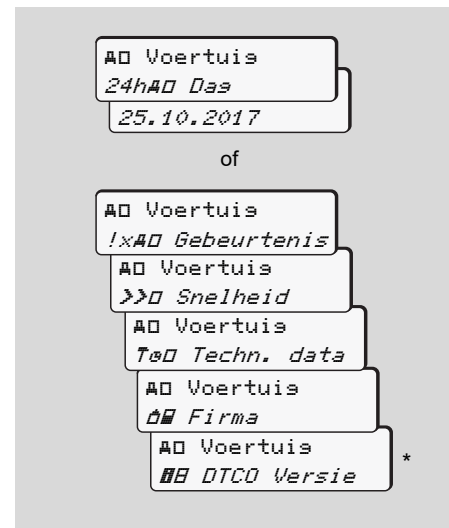 Voertuig
24h Dag
25.10.2017
of
Voertuig
!x Gebeurtenis
Voertuig
>> Snelheid
Voertuig
Techn. data
Voertuig
Firma
Voertuig
DTCO Versie
*